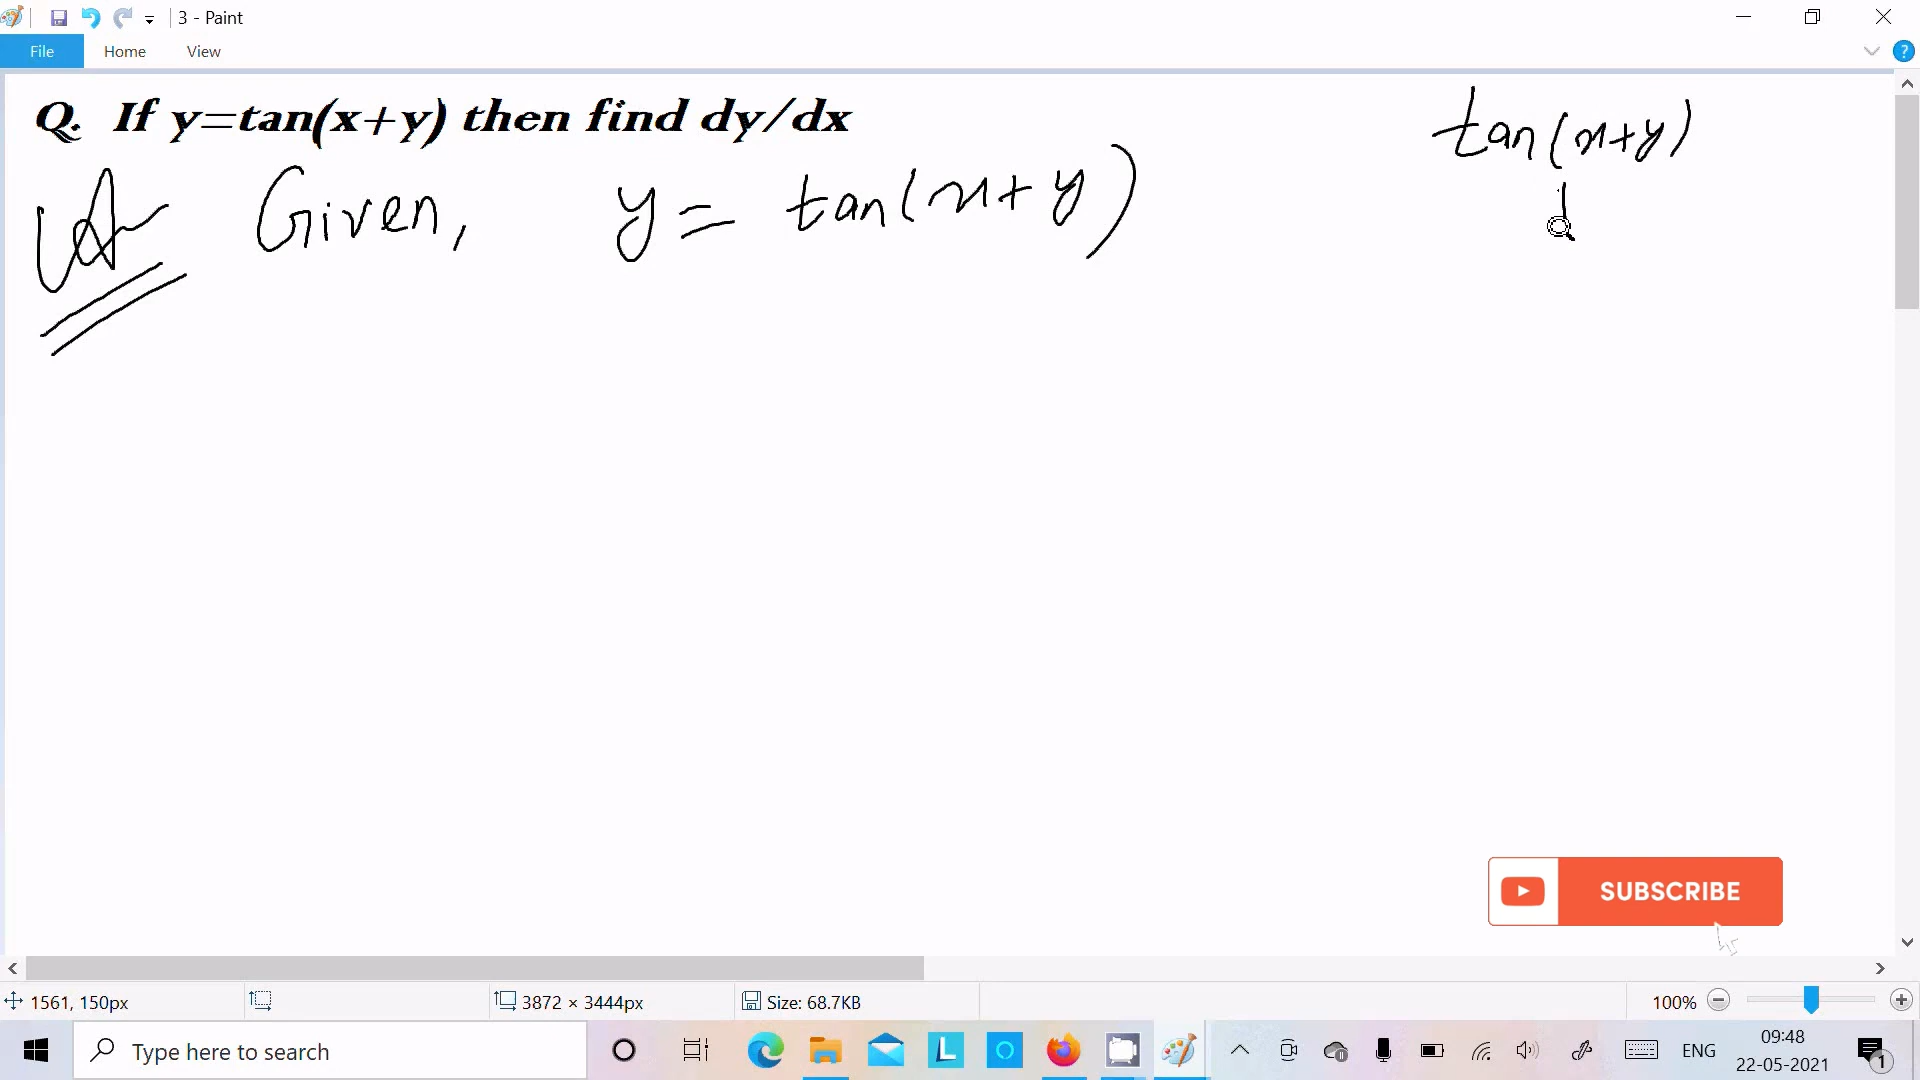 3 - Paint
File Home View
Q. If y=tan(x+y) then find dy/dx
tan(x+y)
Given, y = tan(x+y)
SUBSCRIBE
1561, 150px 3872 × 3444px Size: 68.7KB 100%
Type here to search
ENG
09:48
22-05-2021
1